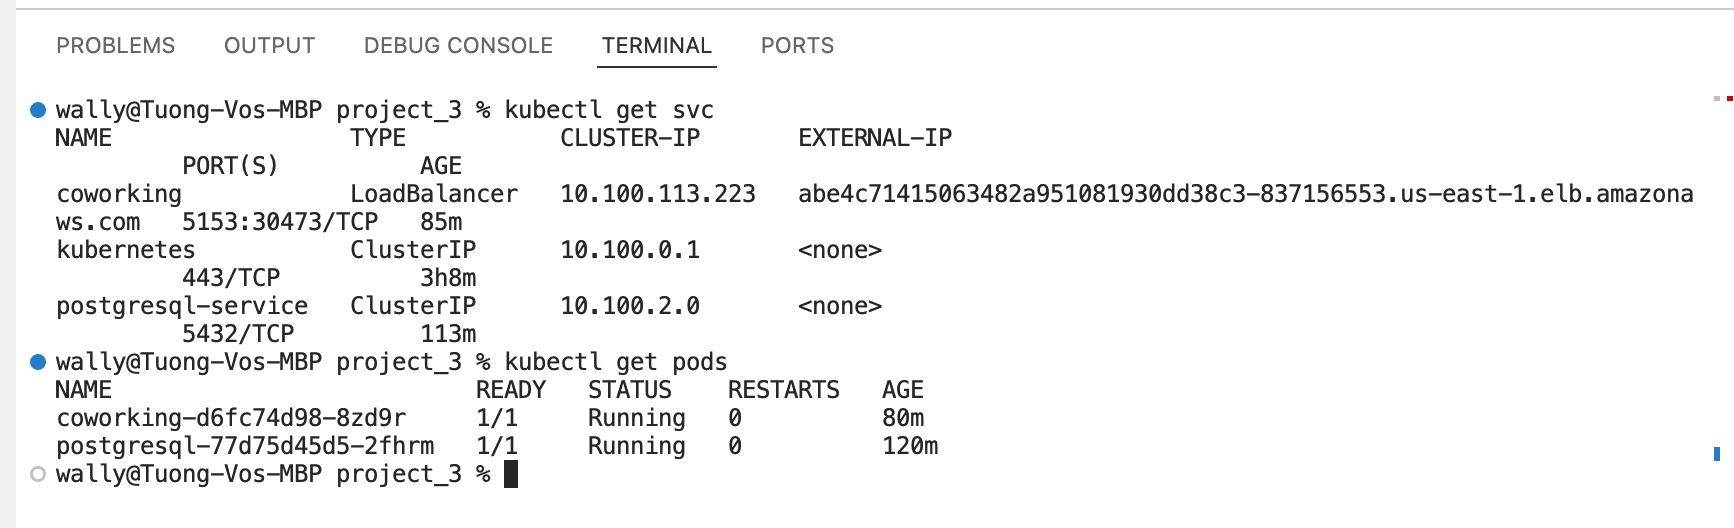 PROBLEMS OUTPUT DEBUG CONSOLE TERMINAL PORTS
wally@Tuong-Vos-MBP project_3 % kubectl get svc
NAME TYPE CLUSTER-IP EXTERNAL-IP
PORT(S) AGE
coworking LoadBalancer 10.100.113.223 abe4c71415063482a951081930dd38c3-837156553.us-east-1.elb.amazona
ws.com 5153:30473/TCP 85m
kubernetes ClusterIP 10.100.0.1 <none>
443/TCP 3h8m
postgresql-service ClusterIP 10.100.2.0 <none>
5432/TCP 113m
wally@Tuong-Vos-MBP project_3 % kubectl get pods
NAME READY STATUS RESTARTS AGE
coworking-d6fc74d98-8zd9r 1/1 Running 0 80m
postgresql-77d75d45d5-2fhrm 1/1 Running 0 120m
wally@Tuong-Vos-MBP project_3 %